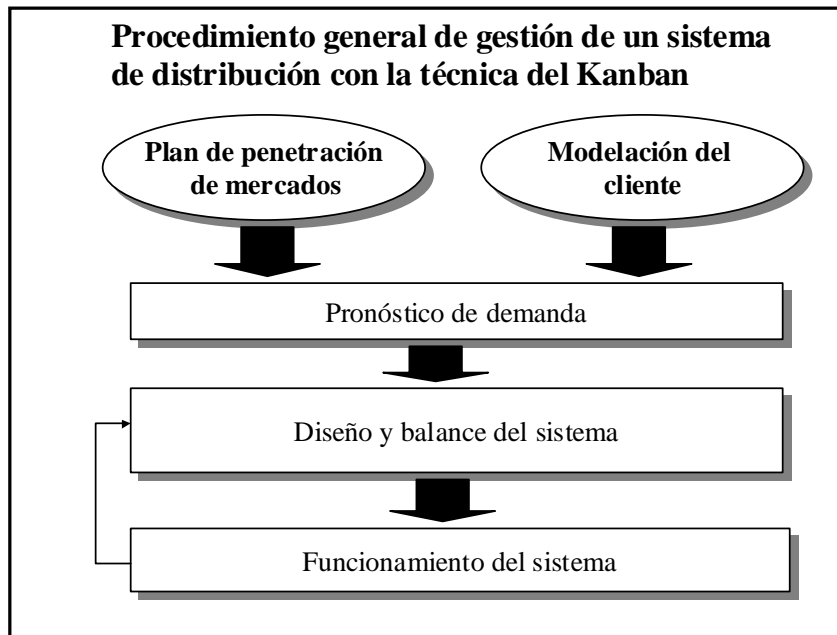 Procedimiento general de gestión de un sistema
de distribución con la técnica del Kanban
Plan de penetración
de mercados
Modelación del
cliente
Pronóstico de demanda
Diseño y balance del sistema
Funcionamiento del sistema